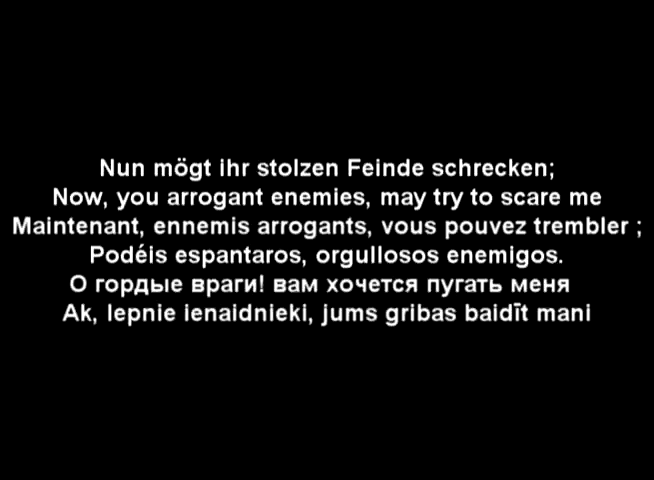 Nun mögt ihr stolzen Feinde schrecken;
Now, you arrogant enemies, may try to scare me
Maintenant, ennemis arrogants, vous pouvez trembler ;
Podéis espantaros, orgullosos enemigos.
О гордые враги! вам хочется пугать меня
Ak, lepnie ienaidnieki, jums gribas baidīt mani